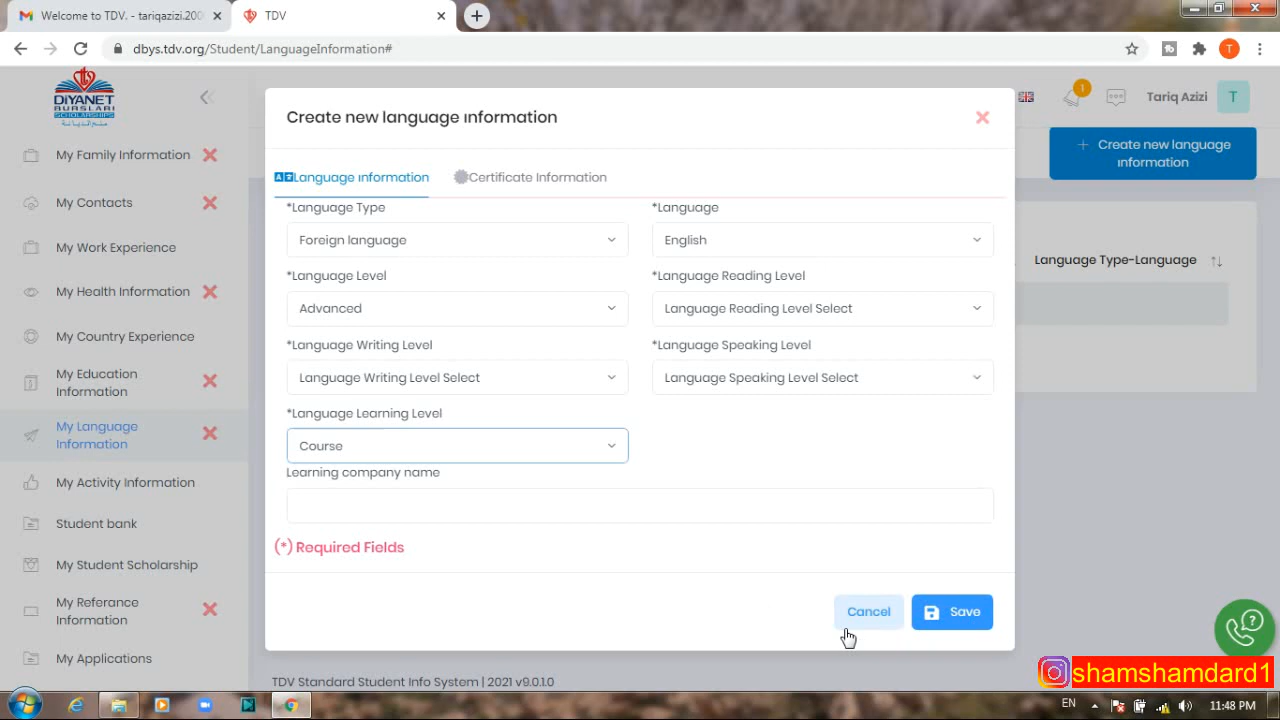 Welcome to TDV. - tariqazizi.200
TDV
dbys.tdv.org/Student/LanguageInformation#
T
DIYANET
BURSLARI
SCHOLARSHIPS
1
Tariq Azizi
T
Create new language information
Create new language information
My Family Information
My Contacts
My Work Experience
My Health Information
My Country Experience
My Education Information
My Language Information
My Activity Information
Student bank
My Student Scholarship
My Referance Information
My Applications
Language information
Certificate Information
*Language Type
*Language
Foreign language
English
*Language Level
*Language Reading Level
Advanced
Language Reading Level Select
*Language Writing Level
*Language Speaking Level
Language Writing Level Select
Language Speaking Level Select
*Language Learning Level
Course
Learning company name
(*) Required Fields
Cancel
Save
Language Type-Language
TDV Standard Student Info System | 2021 v9.0.1.0
shamshamdard1
EN
11:48 PM